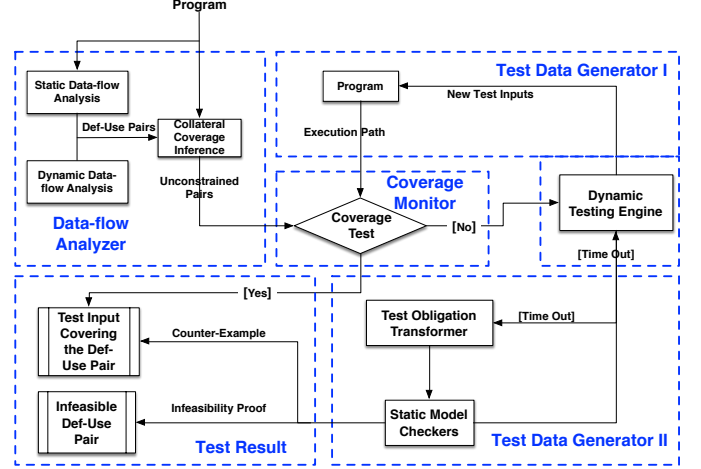 Program
Static Data-flow
Analysis
Def-Use Pairs
Collateral
Coverage
Inference
Dynamic Data-
flow Analysis
Unconstrained
Pairs
Data-flow
Analyzer
Test Data Generator I
Program
New Test Inputs
Execution Path
Coverage
Monitor
Coverage
Test
[No]
Dynamic
Testing Engine
[Time Out]
[Yes]
Test Input
Covering
the Def-
Use Pair
Counter-Example
Infeasible
Def-Use
Pair
Infeasibility Proof
Test Result
Test Obligation
Transformer
[Time Out]
Static Model
Checkers
Test Data Generator II